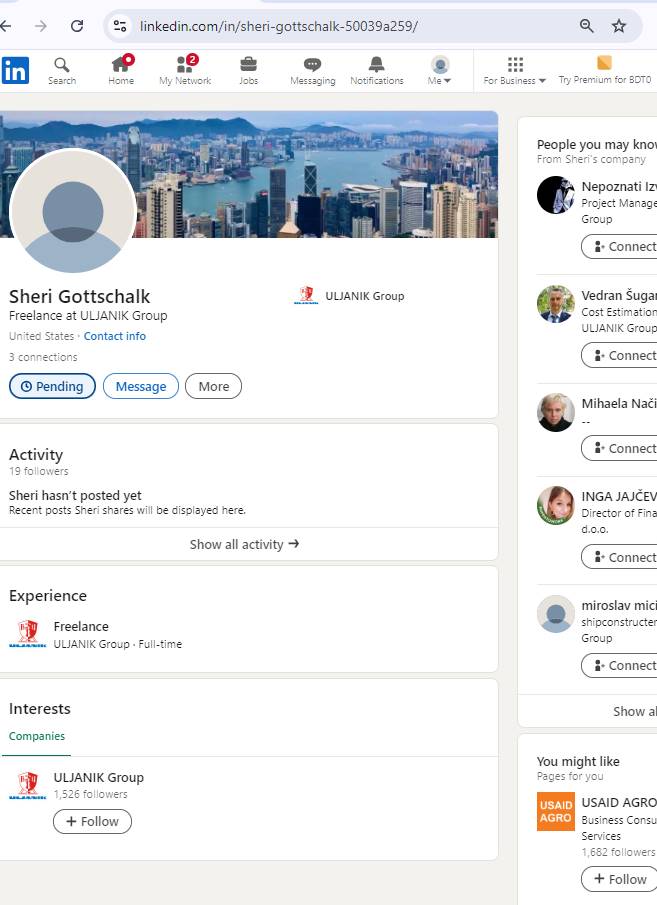 linkedin.com/in/sheri-gottschalk-50039a259/
in
Search
Home
2
My Network
Jobs
Messaging
Notifications
Me
For Business
Try Premium for BDT0
Sheri Gottschalk
Freelance at ULJANIK Group
United States · Contact info
3 connections
ULJANIK Group
Pending
Message
More
Activity
19 followers
Sheri hasn't posted yet
Recent posts Sheri shares will be displayed here.
Show all activity →
Experience
ULJANIK
Freelance
ULJANIK Group · Full-time
Interests
Companies
ULJANIK
ULJANIK Group
1,526 followers
+ Follow
People you may know
From Sheri's company
Nepoznati Izv
Project Manage
Group
Connect
Vedran Šugar
Cost Estimation
ULJANIK Group
Connect
Mihaela Nači
--
Connect
INGA JAJČEV
Director of Fina
d.o.o.
Connect
miroslav mici
shipconstructer
Group
Connect
Show al
You might like
Pages for you
USAID
AGRO
USAID AGRO
Business Consu
Services
1,682 followers
+ Follow